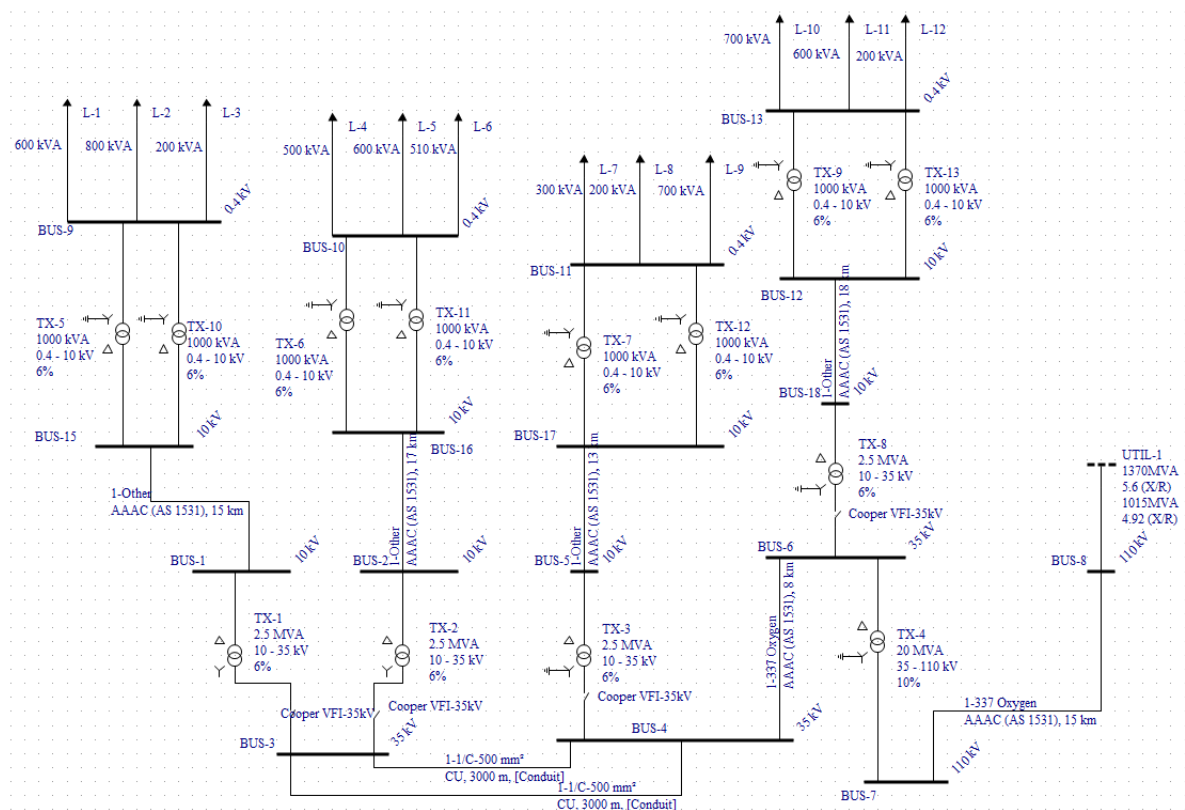 700 kVA
L-10
600 kVA
L-11
200 kVA
L-12
0.4 kV
BUS-13
TX-9
1000 kVA
0.4 - 10 kV
6%
TX-13
1000 kVA
0.4 - 10 kV
6%
BUS-12
10 kV
1-Other
AAAC (AS 1531), 18 km
BUS-18
10 kV
TX-8
2.5 MVA
10 - 35 kV
6%
Cooper VFI-35kV
BUS-6
35 kV
600 kVA
L-1
800 kVA
L-2
200 kVA
L-3
0.4 kV
BUS-9
TX-5
1000 kVA
0.4 - 10 kV
6%
TX-10
1000 kVA
0.4 - 10 kV
6%
BUS-15
10 kV
1-Other
AAAC (AS 1531), 15 km
BUS-1
10 kV
TX-1
2.5 MVA
10 - 35 kV
6%
Cooper VFI-35kV
500 kVA
L-4
600 kVA
L-5
510 kVA
L-6
0.4 kV
BUS-10
TX-6
1000 kVA
0.4 - 10 kV
6%
TX-11
1000 kVA
0.4 - 10 kV
6%
BUS-16
10 kV
1-Other
AAAC (AS 1531), 17 km
BUS-2
10 kV
TX-2
2.5 MVA
10 - 35 kV
6%
Cooper VFI-35kV
BUS-3
35 kV
300 kVA
L-7
200 kVA
L-8
700 kVA
L-9
0.4 kV
BUS-11
TX-7
1000 kVA
0.4 - 10 kV
6%
TX-12
1000 kVA
0.4 - 10 kV
6%
BUS-17
10 kV
1-Other
AAAC (AS 1531), 13 km
BUS-5
10 kV
TX-3
2.5 MVA
10 - 35 kV
6%
Cooper VFI-35kV
BUS-4
35 kV
1-337 Oxygen
AAAC (AS 1531), 8 km
1-1/C-500 mm²
CU, 3000 m, [Conduit]
1-1/C-500 mm²
CU, 3000 m, [Conduit]
TX-4
20 MVA
35 - 110 kV
10%
UTIL-1
1370MVA
5.6 (X/R)
1015MVA
4.92 (X/R)
BUS-8
110 kV
1-337 Oxygen
AAAC (AS 1531), 15 km
BUS-7
110 kV